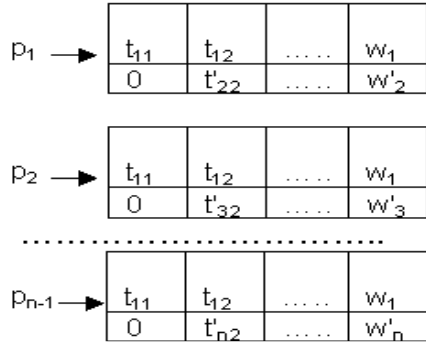 t₁₁ t₁₂ ..... w₁
p₁
0 t'₂₂ ..... w'₂
t₁₁ t₁₂ ..... w₁
p₂
0 t'₃₂ ..... w'₃
t₁₁ t₁₂ ..... w₁
pₙ₋₁
0 t'ₙ₂ ..... w'ₙ